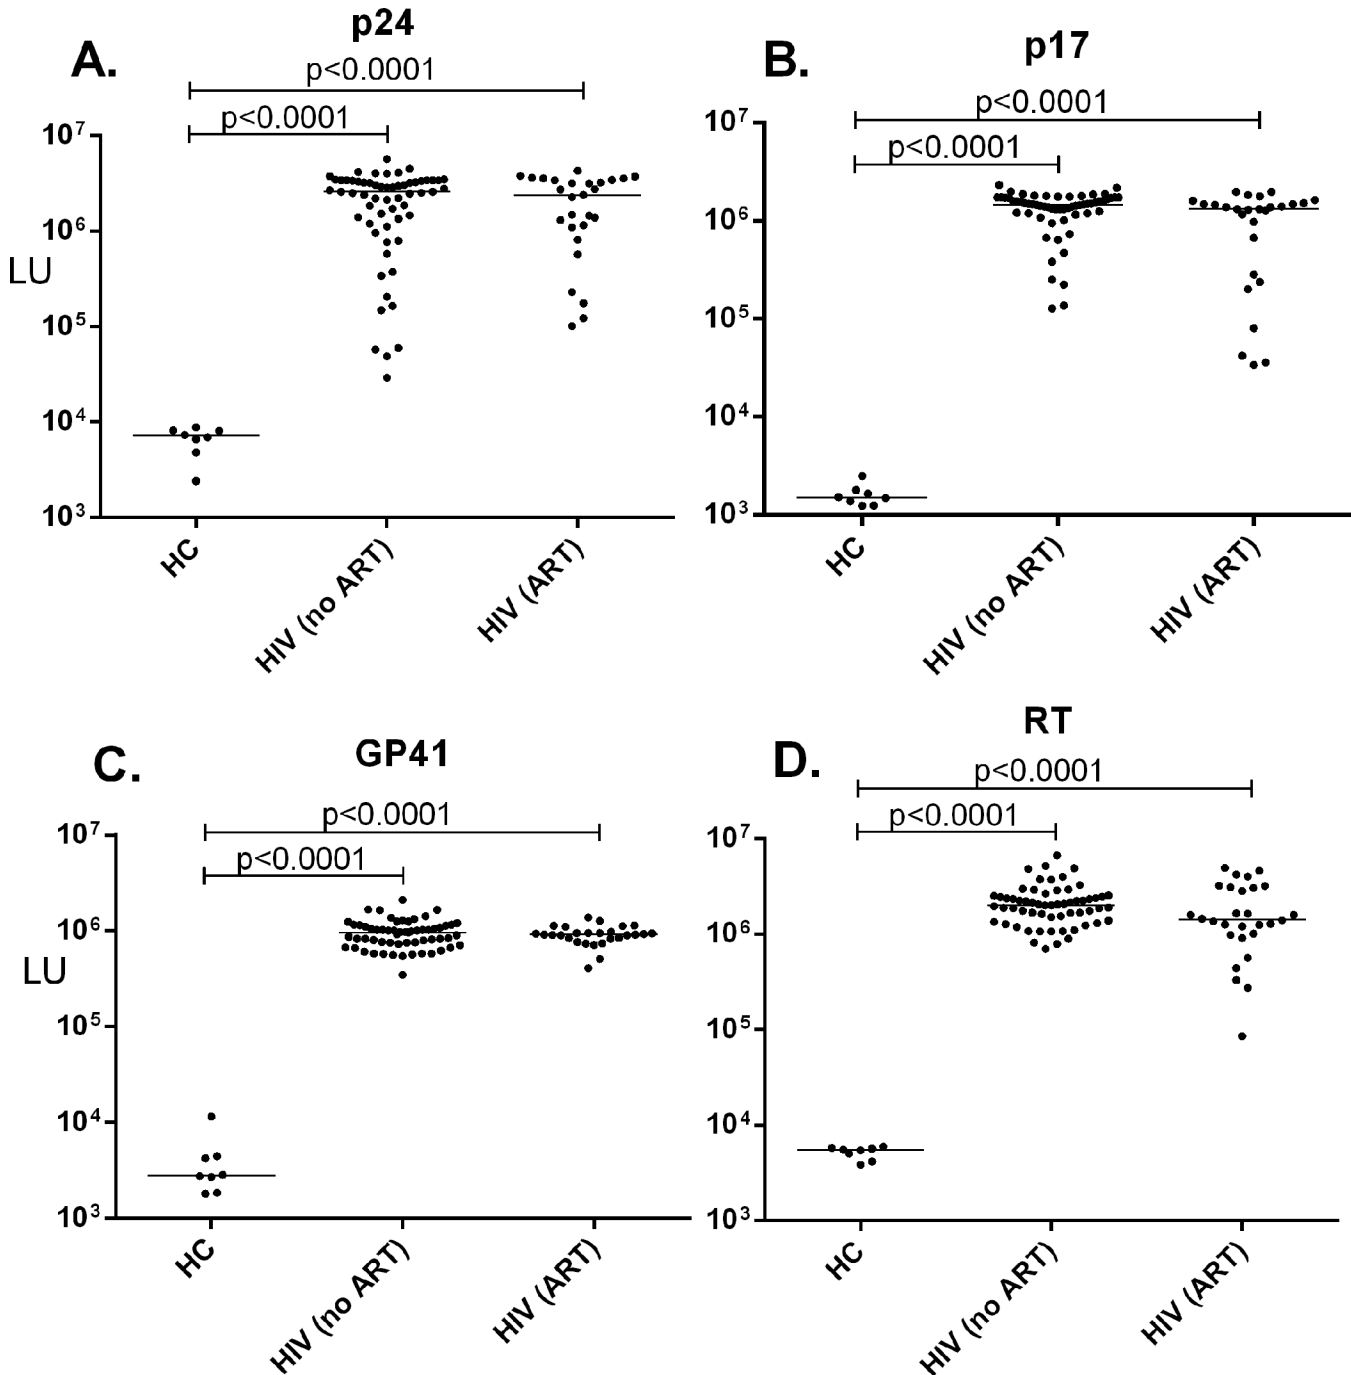 A.
p24
p<0.0001
p<0.0001
LU
10⁷
10⁶
10⁵
10⁴
10³
HC
HIV (no ART)
HIV (ART)
B.
p17
p<0.0001
p<0.0001
10⁷
10⁶
10⁵
10⁴
10³
HC
HIV (no ART)
HIV (ART)
C.
GP41
p<0.0001
p<0.0001
LU
10⁷
10⁶
10⁵
10⁴
10³
HC
HIV (no ART)
HIV (ART)
D.
RT
p<0.0001
p<0.0001
10⁷
10⁶
10⁵
10⁴
10³
HC
HIV (no ART)
HIV (ART)